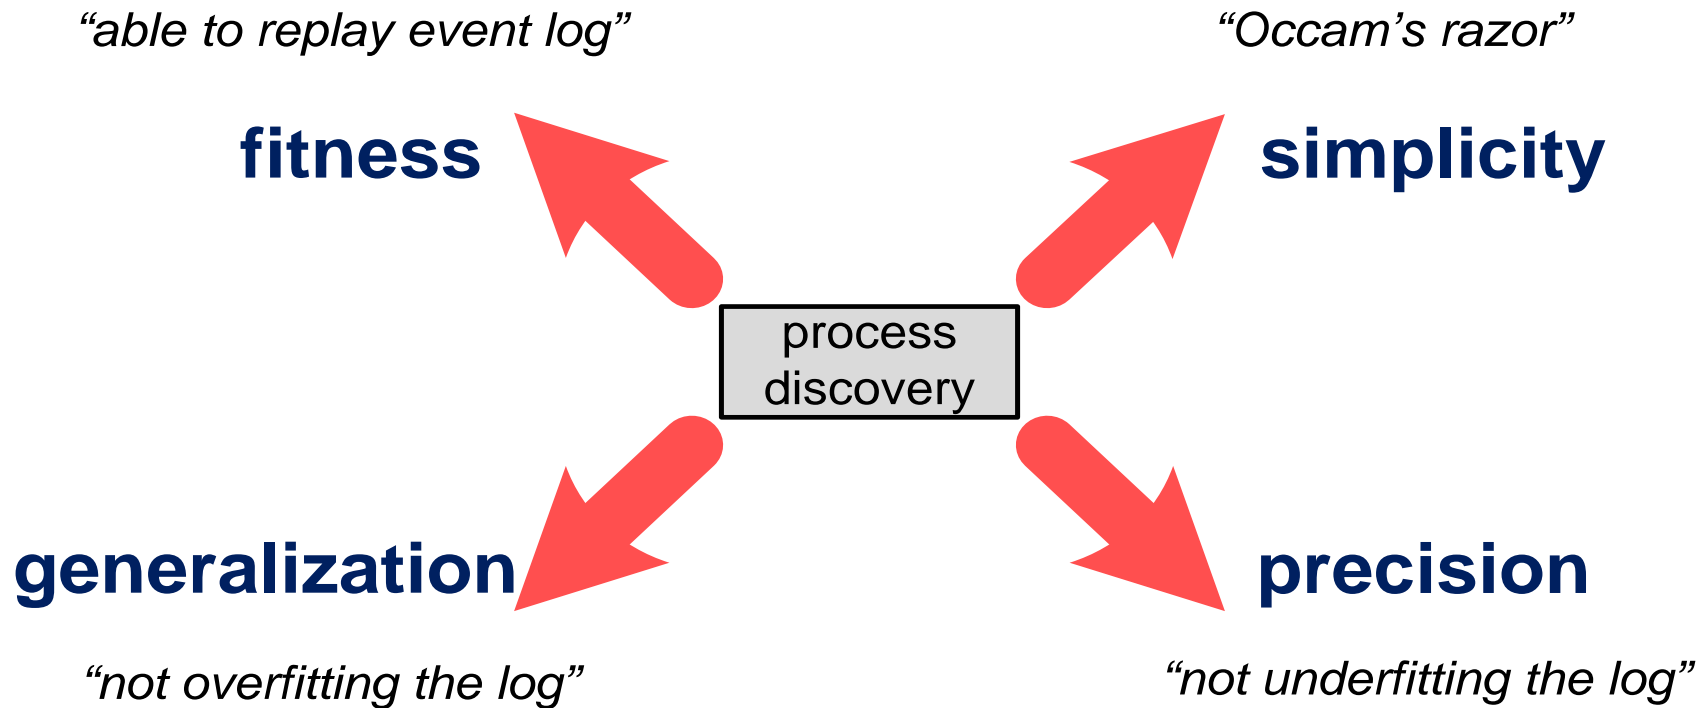 “able to replay event log”
“Occam’s razor”
fitness
simplicity
process
discovery
generalization
precision
“not overfitting the log”
“not underfitting the log”